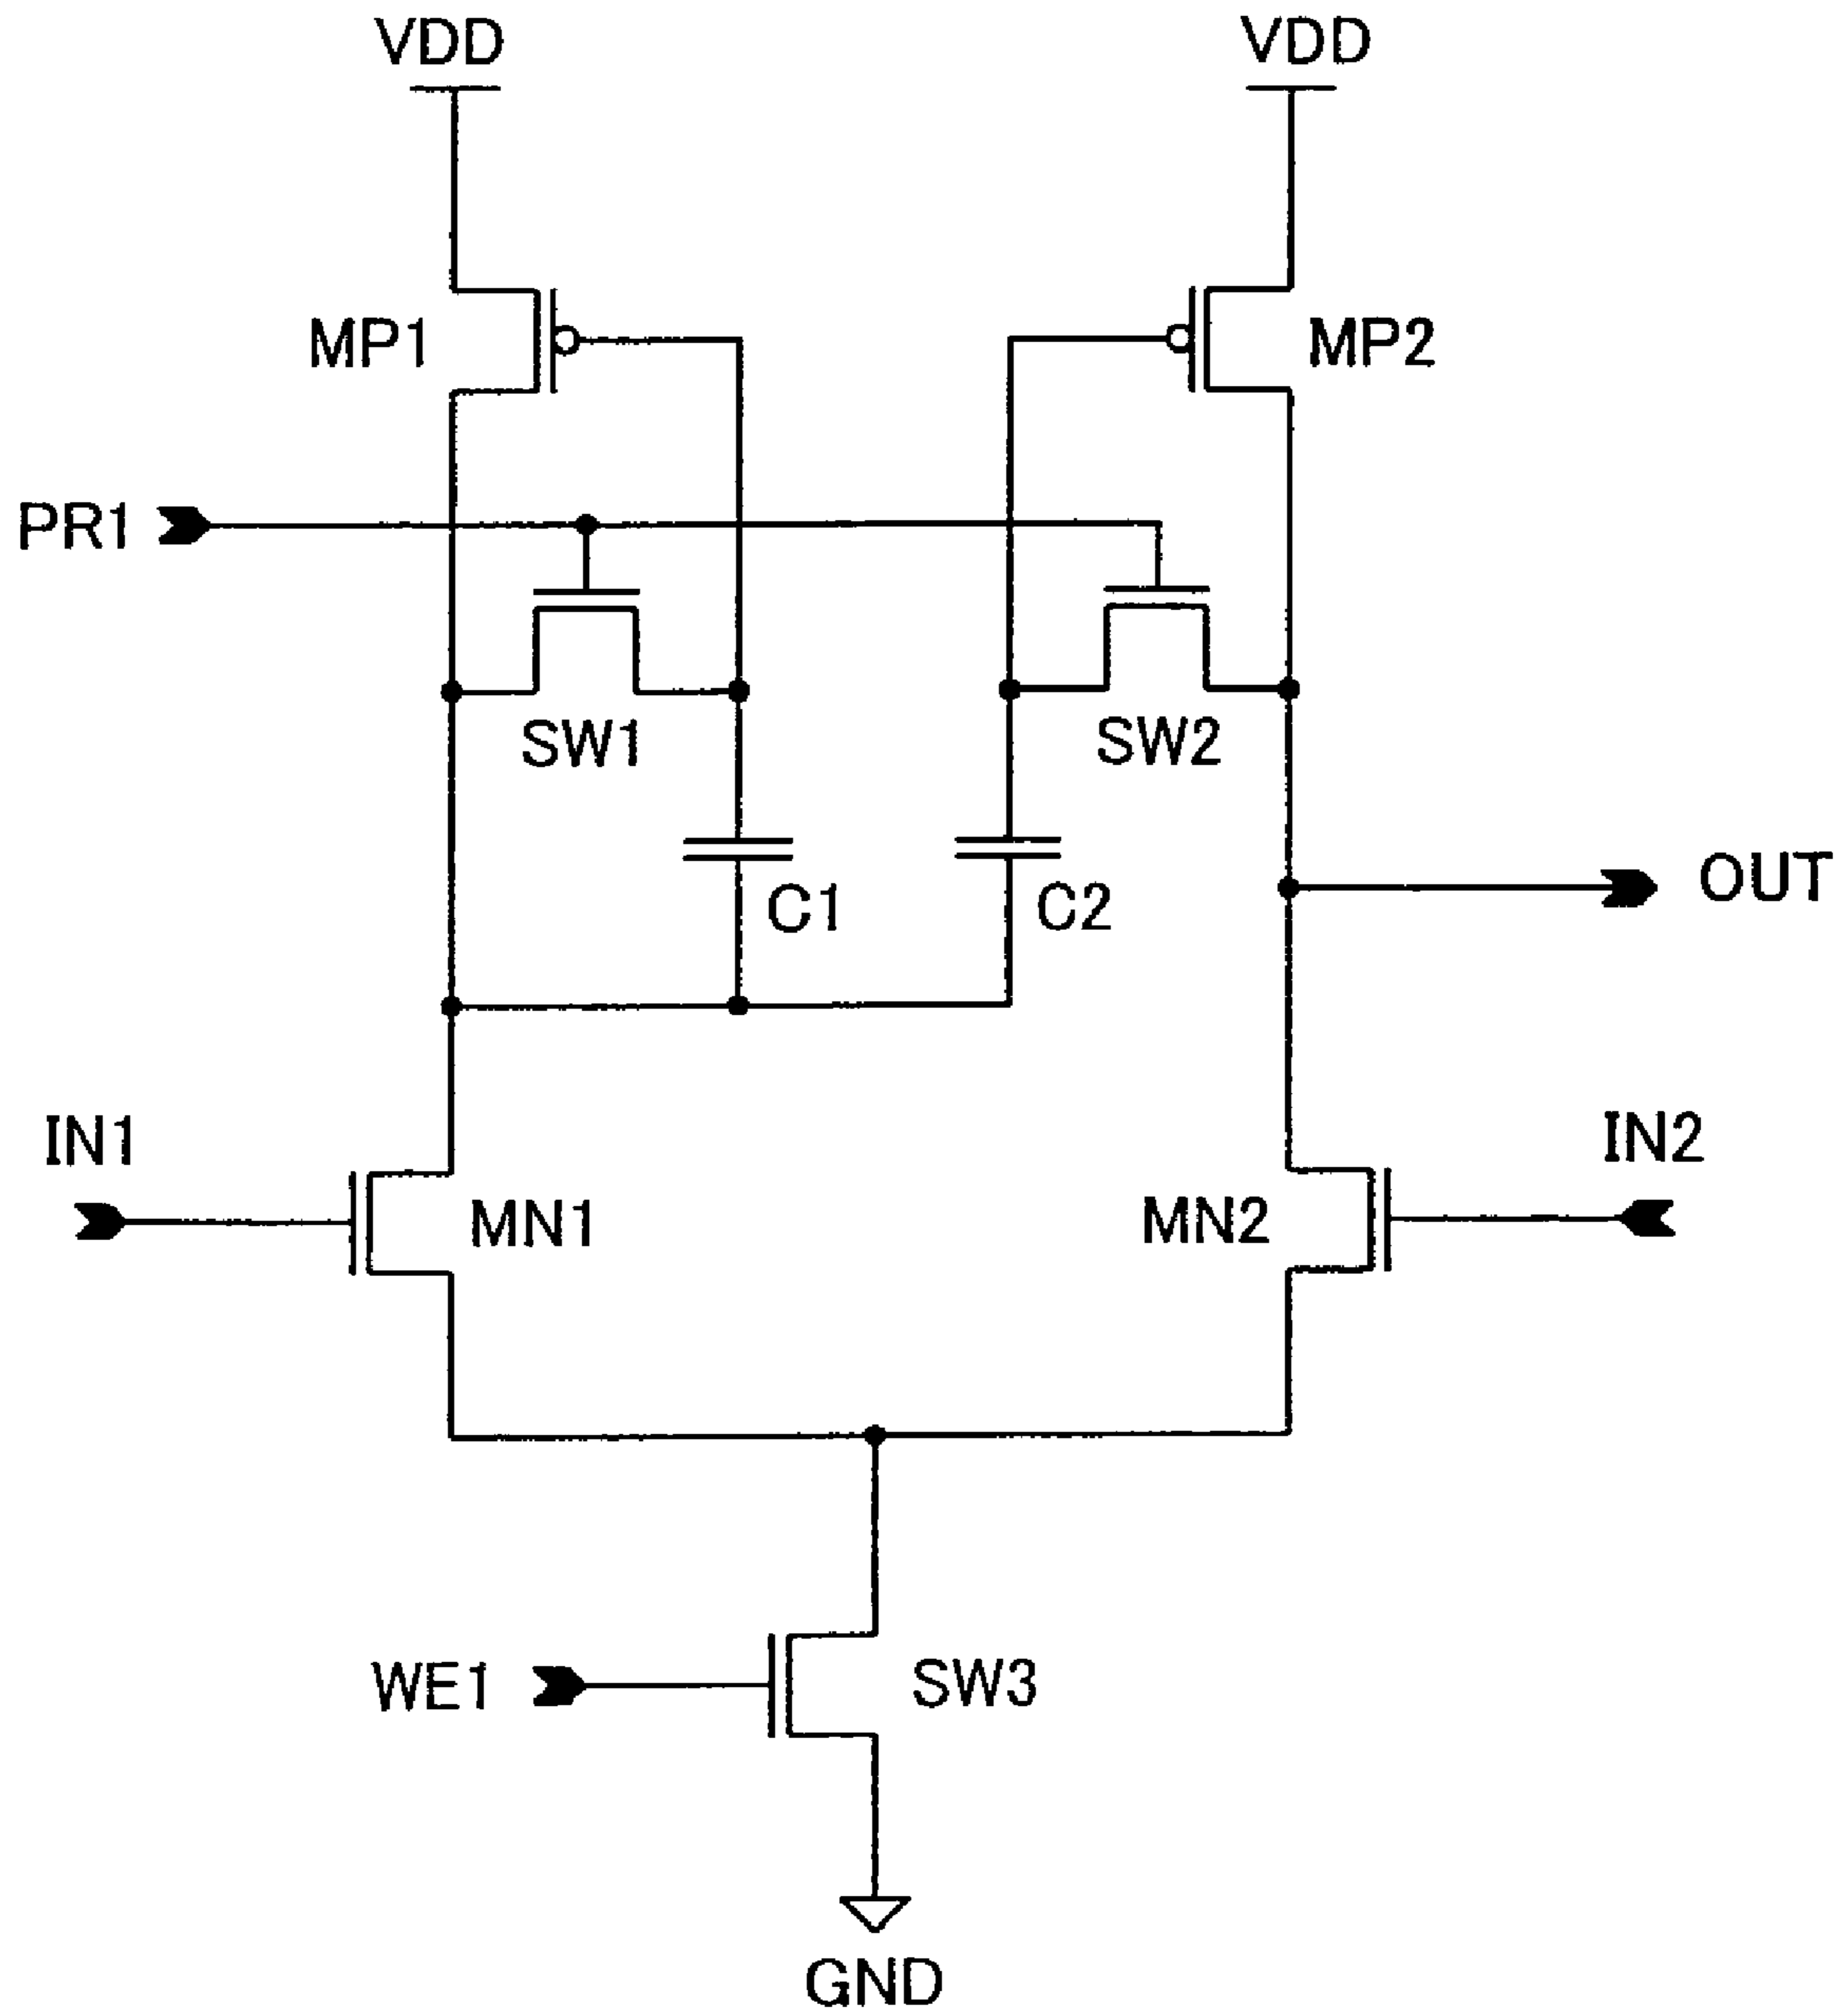 VDD
VDD
MP1
MP2
PR1
SW1
SW2
C1
C2
OUT
IN1
IN2
MN1
MN2
WE1
SW3
GND